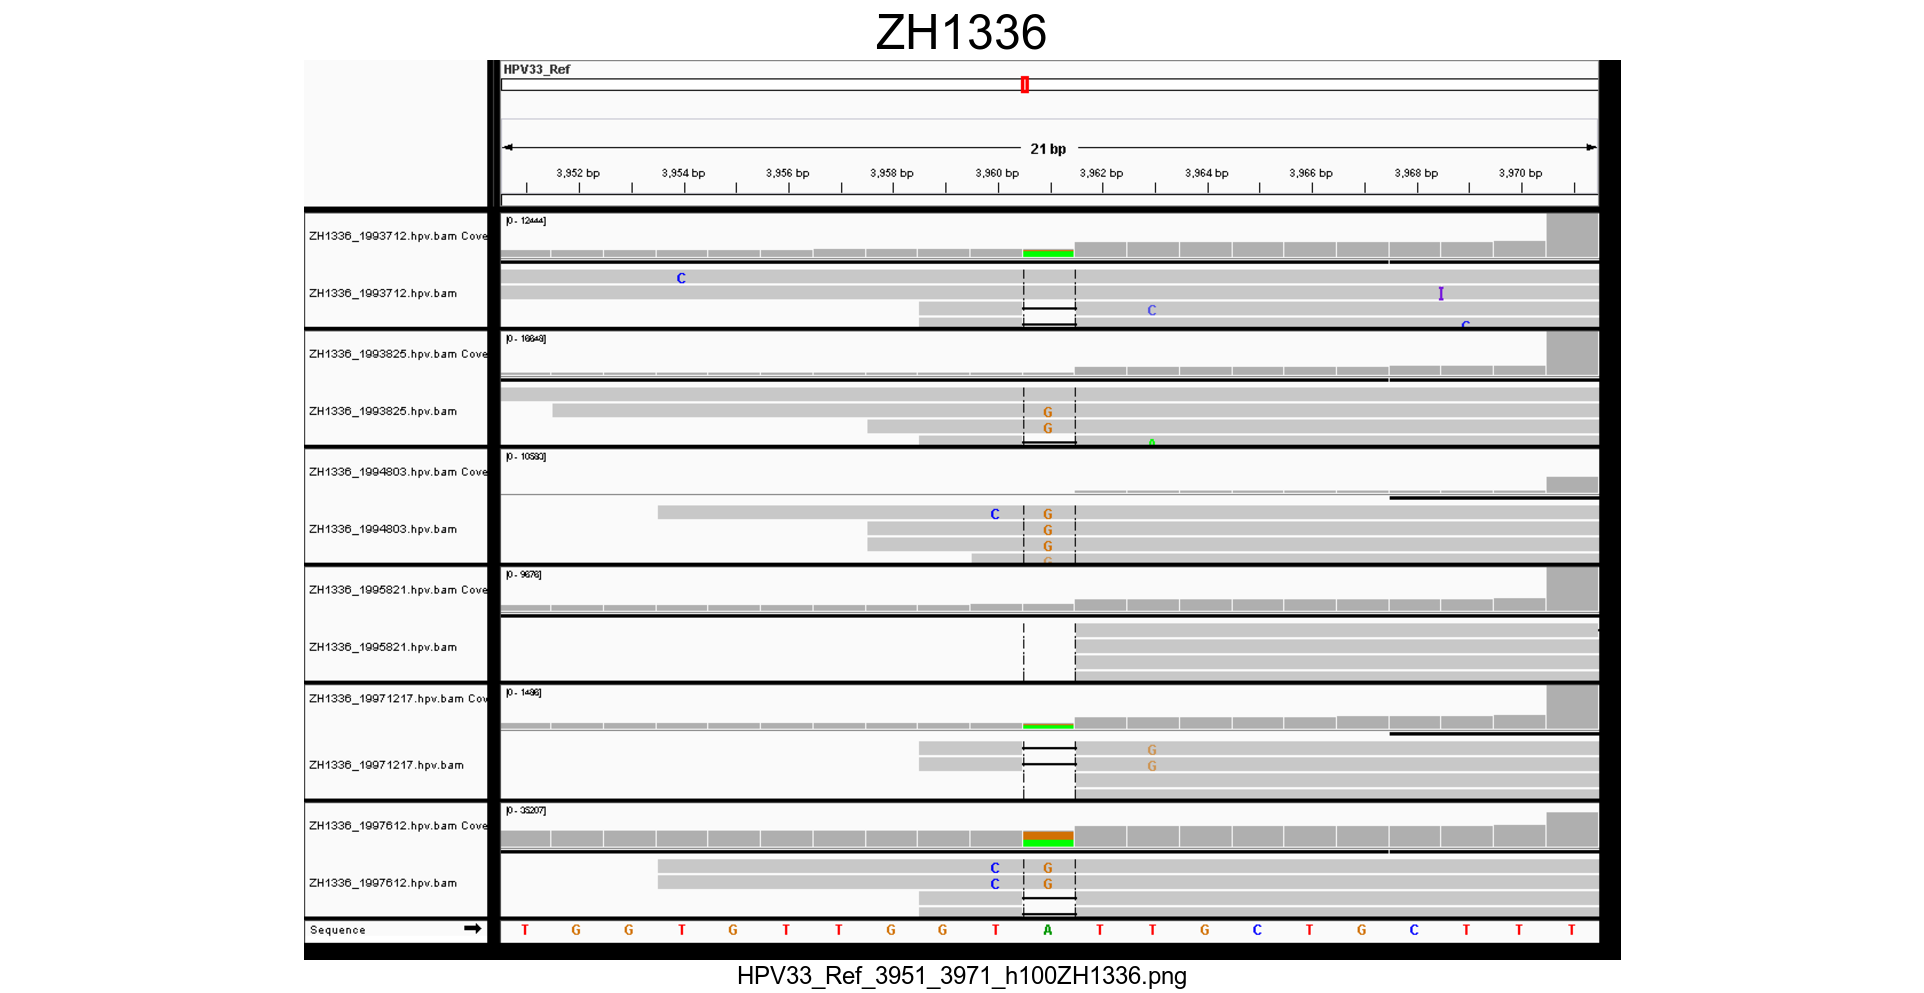 ZH1336
HPV33_Ref
21 bp
3,952 bp 3,954 bp 3,956 bp 3,958 bp 3,960 bp 3,962 bp 3,964 bp 3,966 bp 3,968 bp 3,970 bp
[0 - 12444]
ZH1336_1993712.hpv.bam Cove
C
ZH1336_1993712.hpv.bam
I
C
C
[0 - 16648]
ZH1336_1993825.hpv.bam Cove
ZH1336_1993825.hpv.bam
G
G
A
[0 - 10583]
ZH1336_1994803.hpv.bam Cove
C G
ZH1336_1994803.hpv.bam
G
G
G
[0 - 9676]
ZH1336_1995821.hpv.bam Cove
ZH1336_1995821.hpv.bam
[0 - 1486]
ZH1336_19971217.hpv.bam Cov
G
ZH1336_19971217.hpv.bam
G
[0 - 35207]
ZH1336_1997612.hpv.bam Cove
C G
ZH1336_1997612.hpv.bam
C G
Sequence T G G T G T T G G T A T T G C T G C T T T
HPV33_Ref_3951_3971_h100ZH1336.png